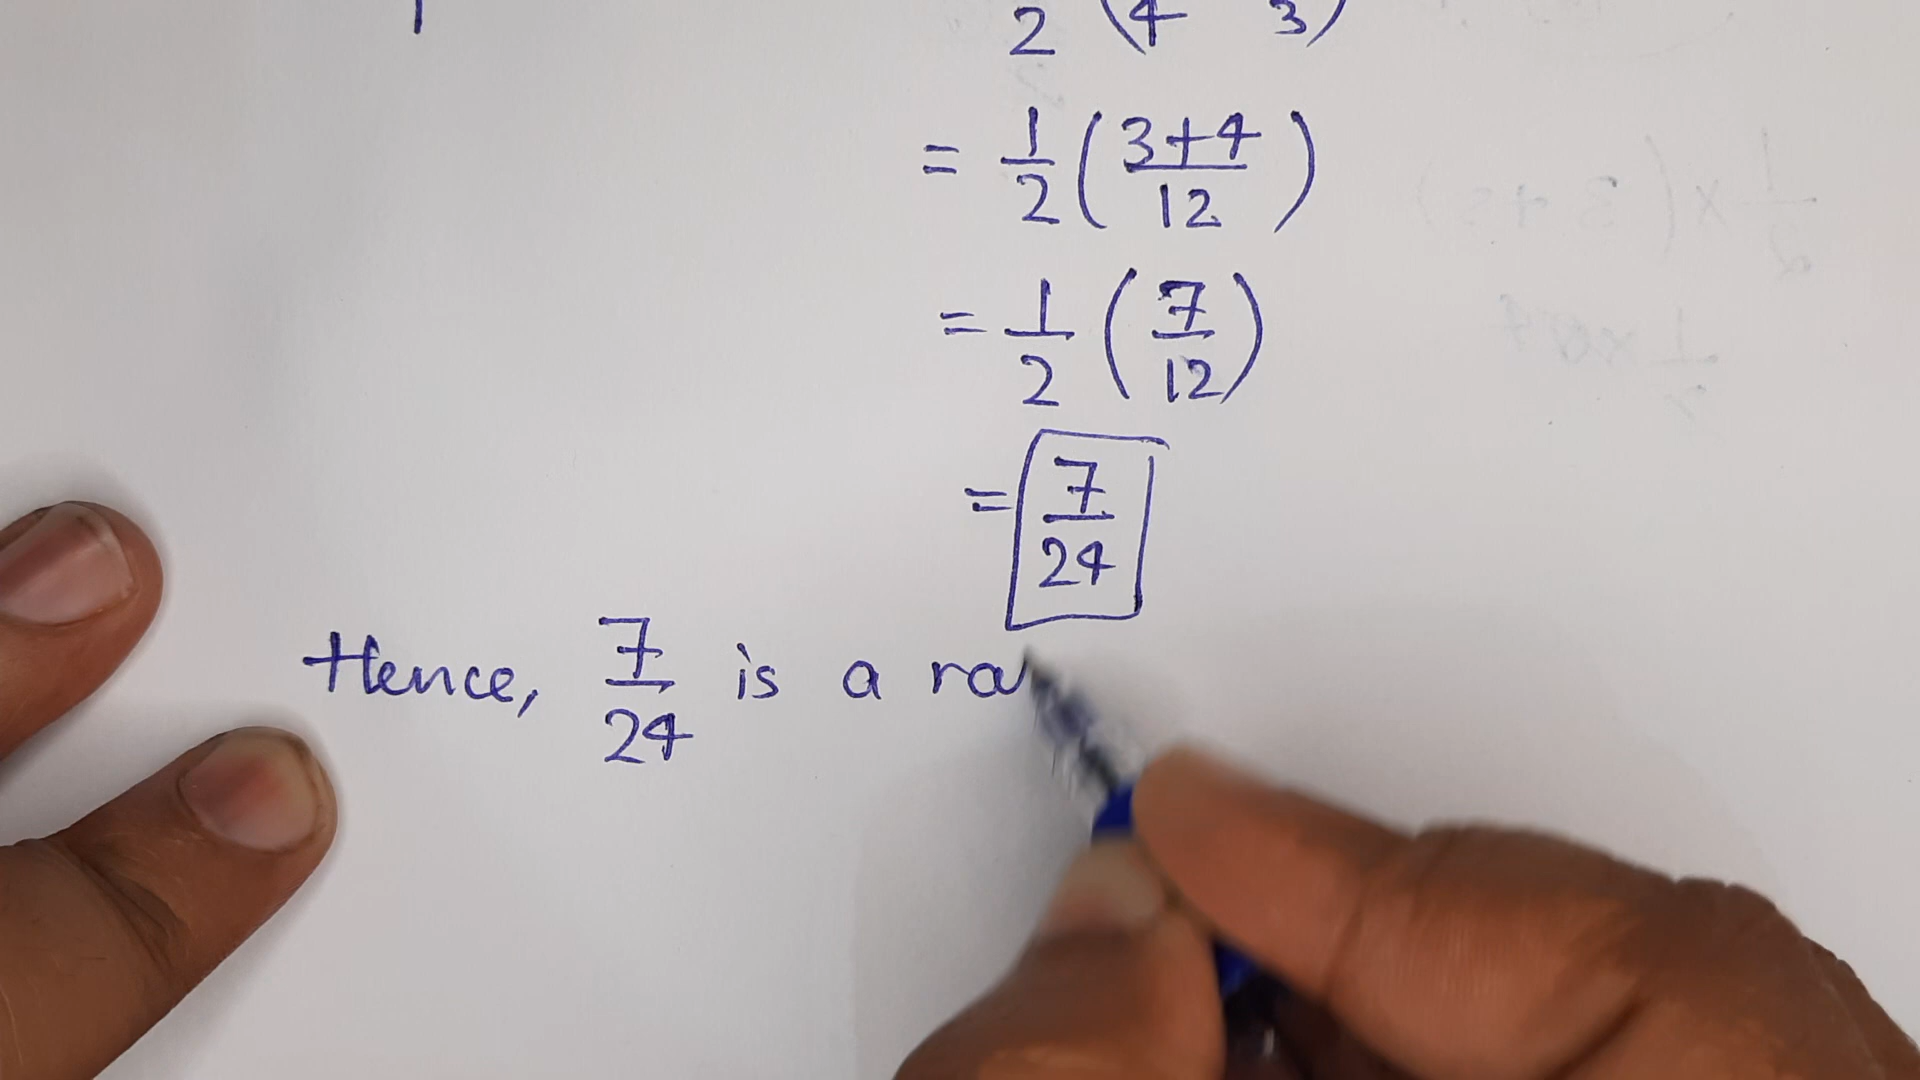 2 (4 3)
= 1/2 ( 3+4/12 )
= 1/2 ( 7/12 )
= 7/24
Hence, 7/24 is a ra